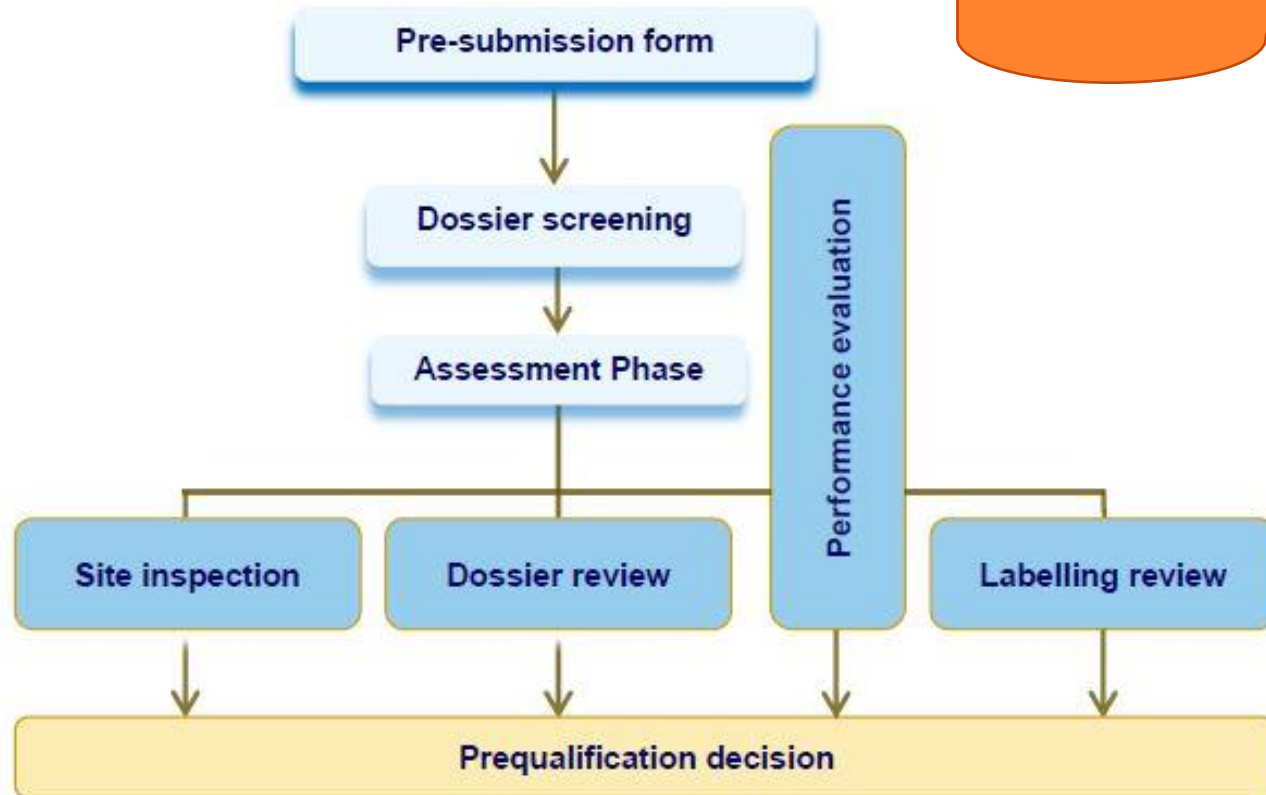 Pre-submission form
Dossier screening
Assessment Phase
Performance evaluation
Site inspection
Dossier review
Labelling review
Prequalification decision